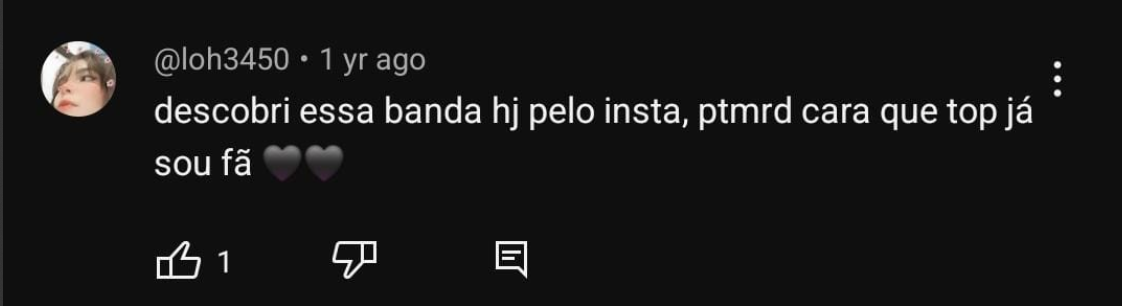 @loh3450 • 1 yr ago
descobri essa banda hj pelo insta, ptmrd cara que top já
sou fã 🖤🖤
1